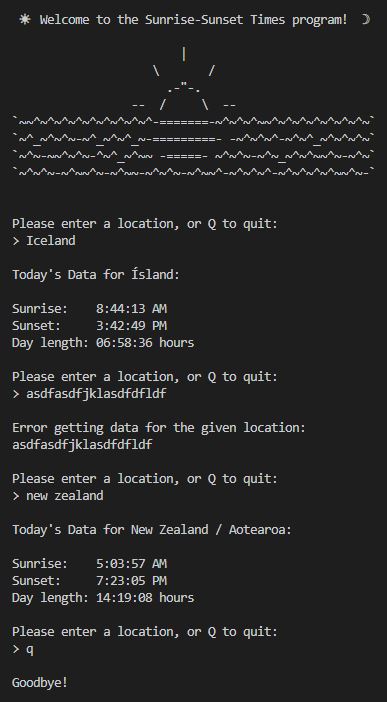 ☀ Welcome to the Sunrise-Sunset Times program! ☽
Please enter a location, or Q to quit:
> Iceland
Today's Data for Ísland:
Sunrise:    8:44:13 AM
Sunset:     3:42:49 PM
Day length: 06:58:36 hours
Please enter a location, or Q to quit:
> asdfasdfjklasdfdfldf
Error getting data for the given location:
asdfasdfjklasdfdfldf
Please enter a location, or Q to quit:
> new zealand
Today's Data for New Zealand / Aotearoa:
Sunrise:    5:03:57 AM
Sunset:     7:23:05 PM
Day length: 14:19:08 hours
Please enter a location, or Q to quit:
> q
Goodbye!